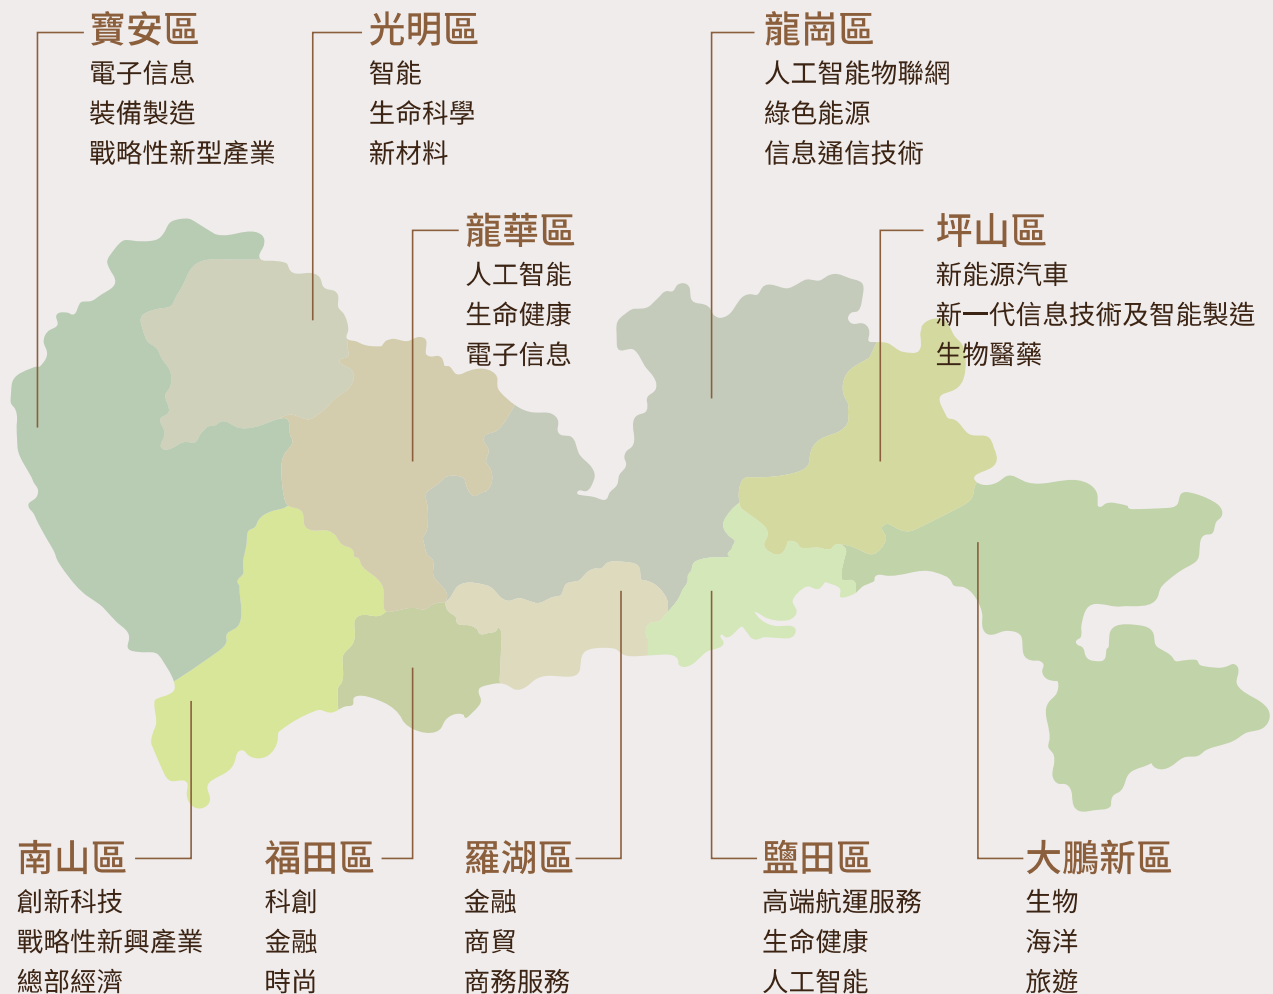 寶安區
電子信息
裝備製造
戰略性新型產業
光明區
智能
生命科學
新材料
龍崗區
人工智能物聯網
綠色能源
信息通信技術
龍華區
人工智能
生命健康
電子信息
坪山區
新能源汽車
新一代信息技術及智能製造
生物醫藥
南山區
創新科技
戰略性新興產業
總部經濟
福田區
科創
金融
時尚
羅湖區
金融
商貿
商務服務
鹽田區
高端航運服務
生命健康
人工智能
大鵬新區
生物
海洋
旅遊